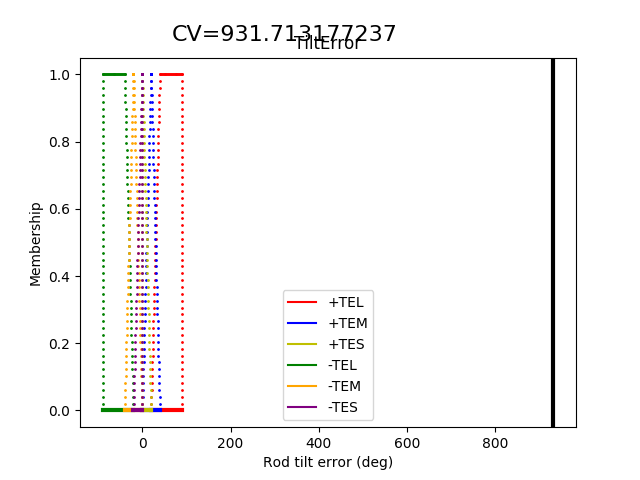 CV=931.713177237
TiltError
1.0
0.8
0.6
0.4
0.2
0.0
Membership
+TEL
+TEM
+TES
-TEL
-TEM
-TES
0 200 400 600 800
Rod tilt error (deg)